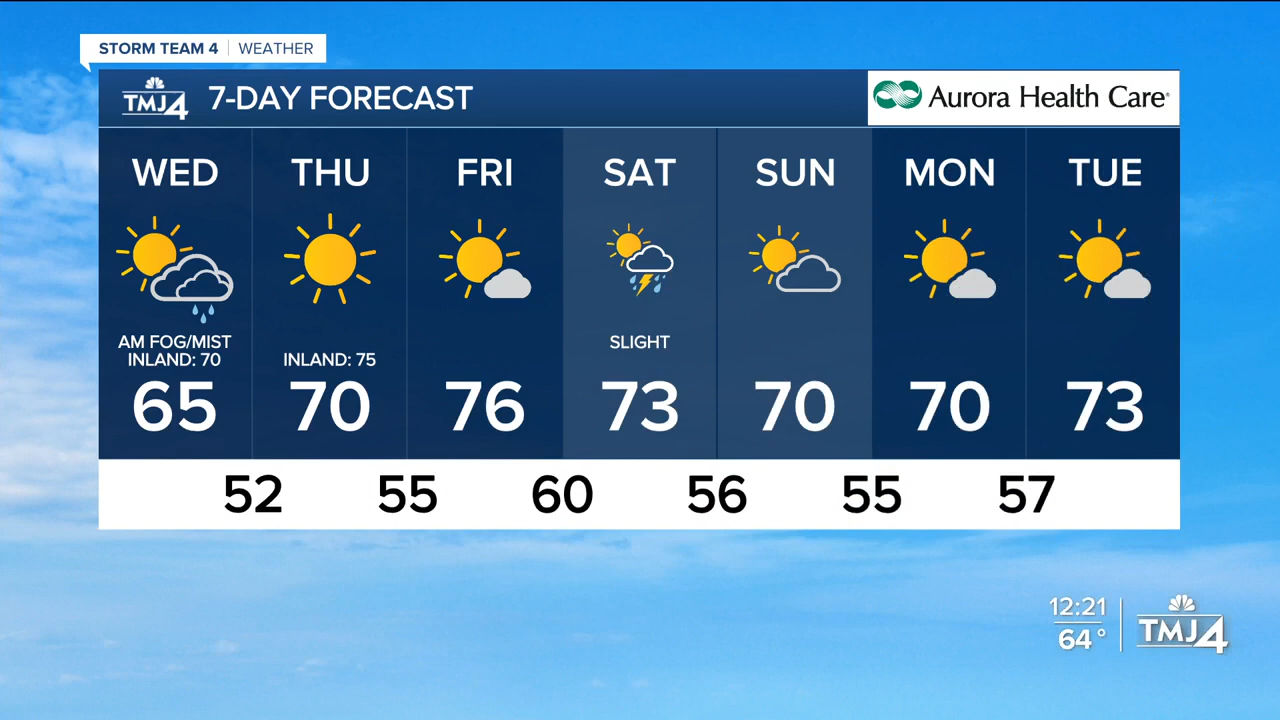 STORM TEAM 4 WEATHER
TMJ4 7-DAY FORECAST Aurora Health Care®
WED THU FRI SAT SUN MON TUE
AM FOG/MIST SLIGHT
INLAND: 70 INLAND: 75
65 70 76 73 70 70 73
52 55 60 56 55 57
12:21
64°
TMJ4